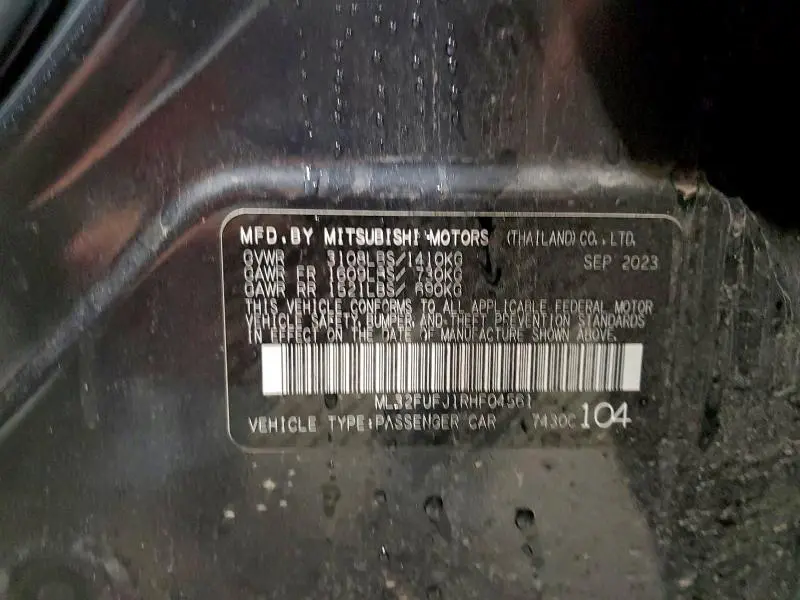 MFD. BY MITSUBISHI MOTORS (THAILAND) CO., LTD.
GVWR 3108LBS/1410KG SEP 2023
GAWR FR 1609LBS/ 730KG
GAWR RR 1521LBS/ 690KG
THIS VEHICLE CONFORMS TO ALL APPLICABLE FEDERAL MOTOR
VEHICLE SAFETY, BUMPER, AND THEFT PREVENTION STANDARDS
IN EFFECT ON THE DATE OF MANUFACTURE SHOWN ABOVE.
ML32FUFJ1RHF04561
VEHICLE TYPE:PASSENGER CAR 7430C 104